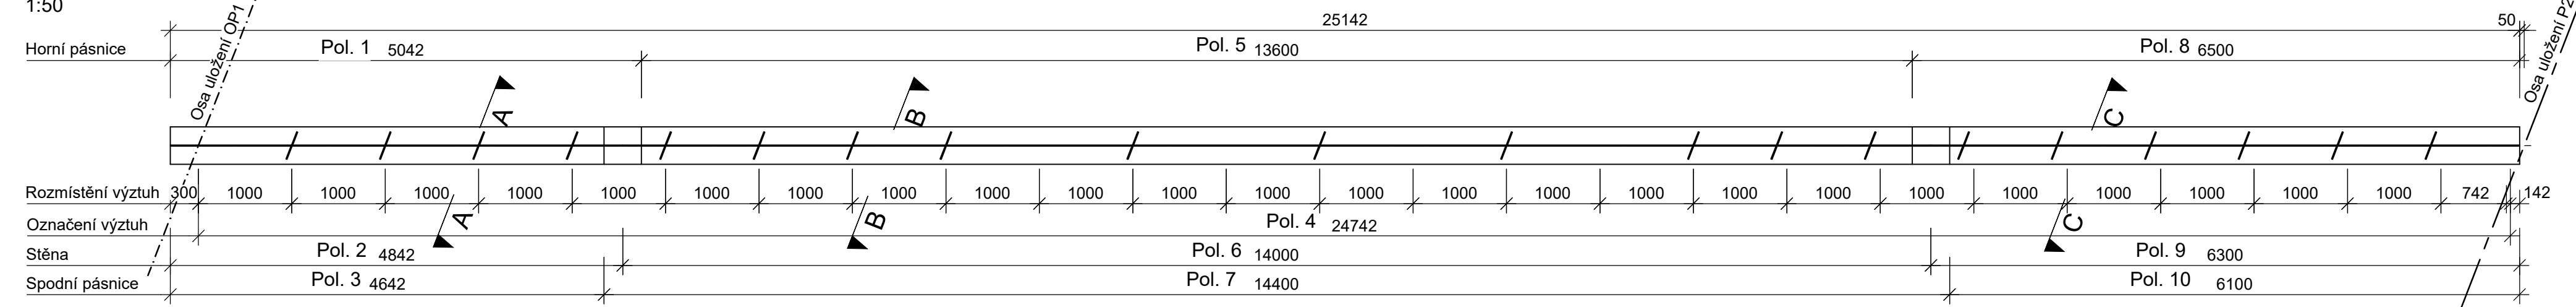 1:50
25142
50
Horní pásnice
Pol. 1 5042
Pol. 5 13600
Pol. 8 6500
Osa uložení OP1
Osa uložení P2
A
B
C
Rozmístění výztuh 300 1000 1000 1000 1000 1000 1000 1000 1000 1000 1000 1000 1000 1000 1000 1000 1000 1000 1000 1000 1000 1000 1000 1000 1000 742 142
A
B
C
Označení výztuh
Pol. 4 24742
Stěna
Pol. 2 4842
Pol. 6 14000
Pol. 9 6300
Spodní pásnice
Pol. 3 4642
Pol. 7 14400
Pol. 10 6100